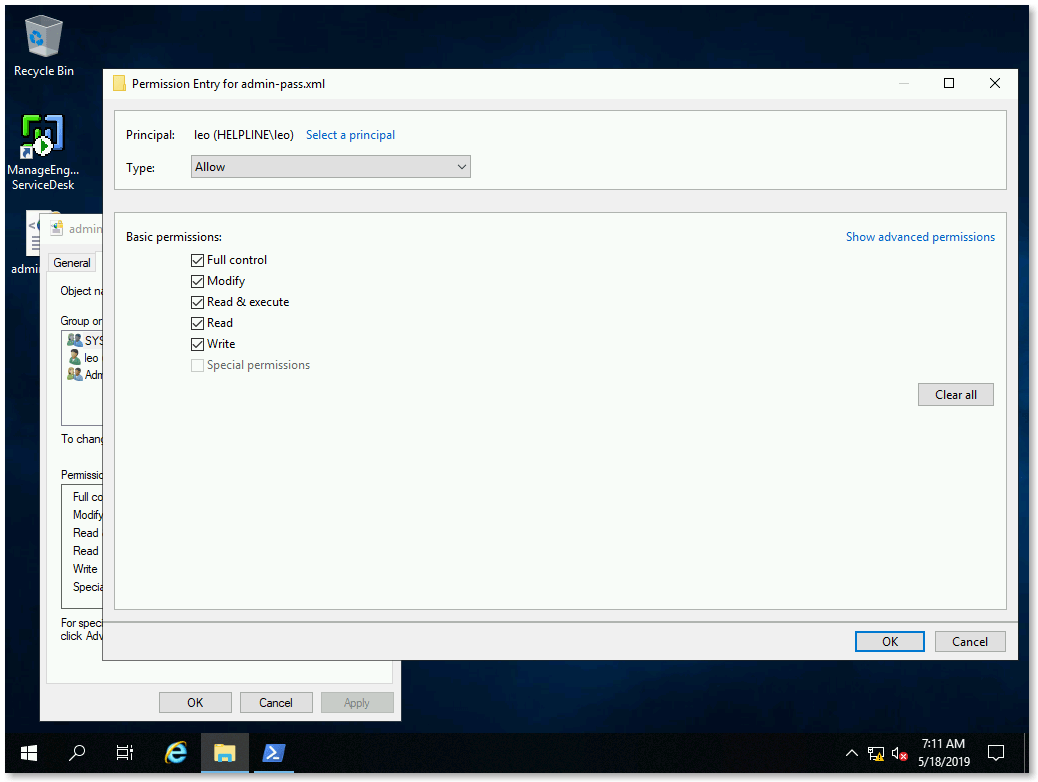 Recycle Bin
ManageEng...
ServiceDesk
Permission Entry for admin-pass.xml
Principal:
leo (HELPLINE\leo)
Select a principal
Type:
Allow
Basic permissions:
Show advanced permissions
Full control
Modify
Read & execute
Read
Write
Special permissions
Clear all
OK
Cancel
admin
admi
General
Object na
Group or
SYS
leo
Adm
To chang
Permissio
Full co
Modify
Read
Read
Write
Specia
For spec
click Adv
OK
Cancel
Apply
7:11 AM
5/18/2019